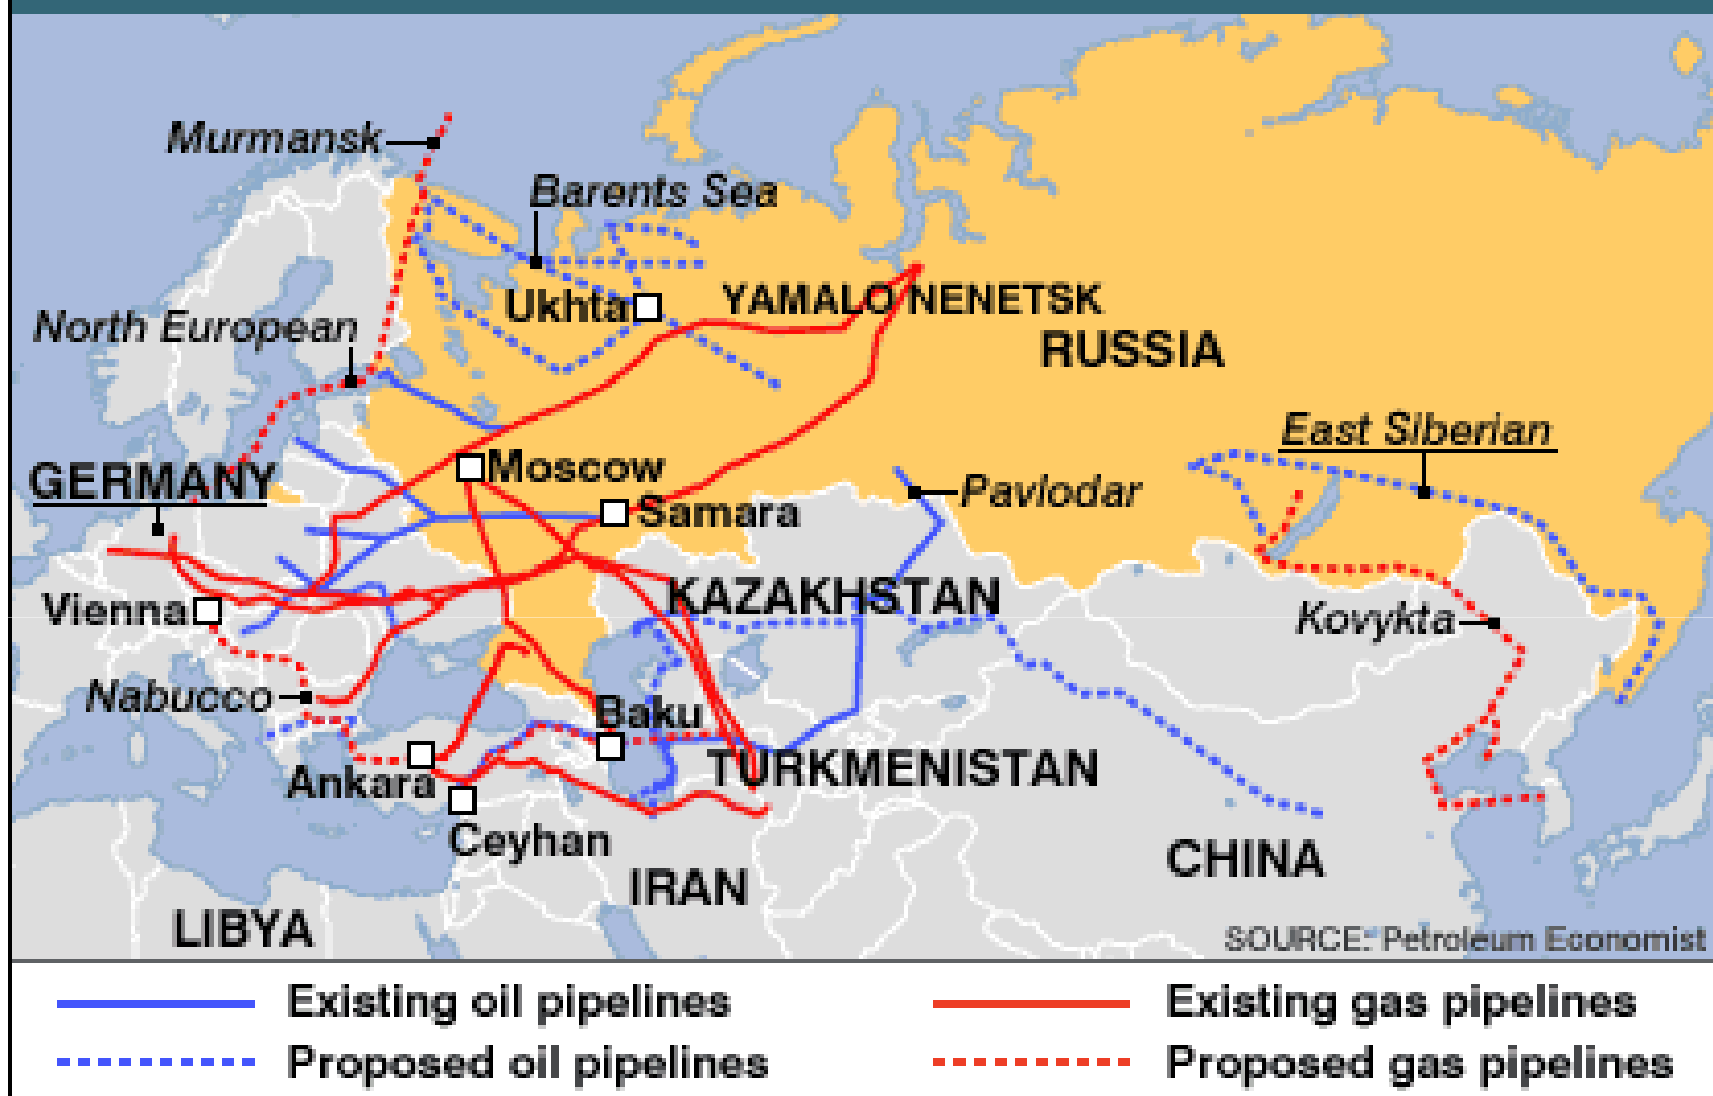 Murmansk
Barents Sea
Ukhta
YAMALO NENETSK
North European
RUSSIA
East Siberian
GERMANY
Moscow
Pavlodar
Samara
KAZAKHSTAN
Vienna
Kovykta
Nabucco
Baku
TURKMENISTAN
Ankara
Ceyhan
CHINA
IRAN
LIBYA
SOURCE: Petroleum Economist
Existing oil pipelines
Existing gas pipelines
Proposed oil pipelines
Proposed gas pipelines